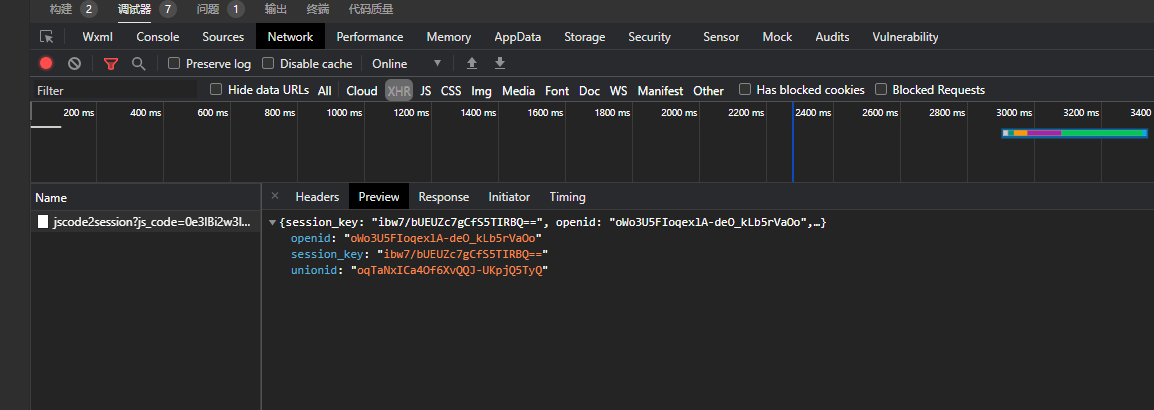 构建 2 调试器 7 问题 1 输出 终端 代码质量
Wxml Console Sources Network Performance Memory AppData Storage Security Sensor Mock Audits Vulnerability
Preserve log Disable cache Online
Filter Hide data URLs All Cloud XHR JS CSS Img Media Font Doc WS Manifest Other Has blocked cookies Blocked Requests
200 ms 400 ms 600 ms 800 ms 1000 ms 1200 ms 1400 ms 1600 ms 1800 ms 2000 ms 2200 ms 2400 ms 2600 ms 2800 ms 3000 ms 3200 ms 3400
Name × Headers Preview Response Initiator Timing
jscode2session?js_code=0e3lBi2w3l... {session_key: "ibw7/bUEUZc7gCfS5TIRBQ==", openid: "oWo3U5FIoqexlA-deO_kLb5rVaOo",…}
openid: "oWo3U5FIoqexlA-deO_kLb5rVaOo"
session_key: "ibw7/bUEUZc7gCfS5TIRBQ=="
unionid: "oqTaNxICa4Of6XvQQJ-UKpjQ5TyQ"